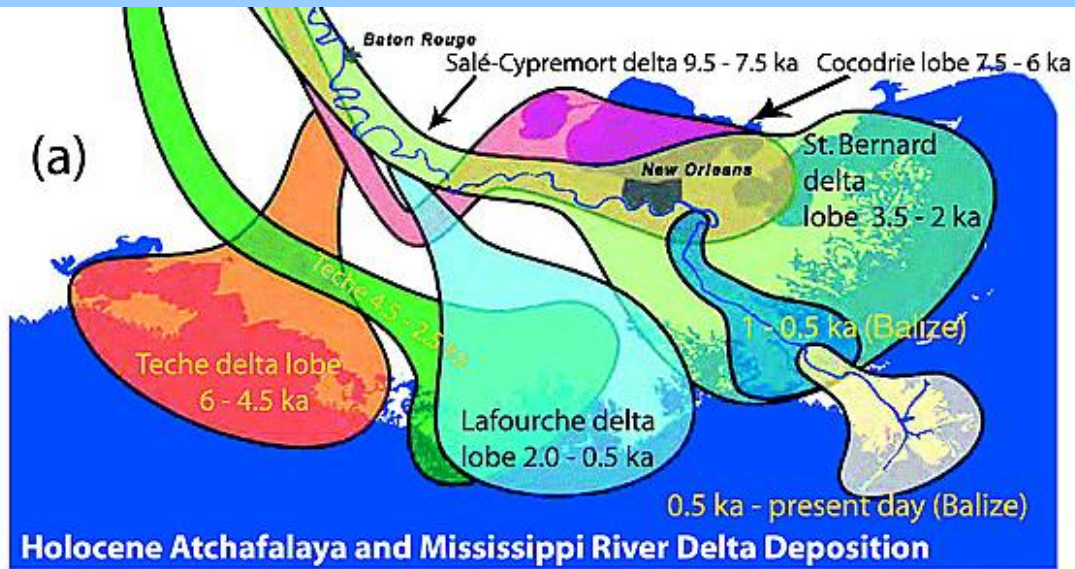 Baton Rouge
Salé-Cypremort delta 9.5 - 7.5 ka
Cocodrie lobe 7.5 - 6 ka
(a)
St. Bernard
delta
lobe 3.5 - 2 ka
New Orleans
Teche 4.5 - 2.5 ka
1 - 0.5 ka (Balize)
Teche delta lobe
6 - 4.5 ka
Lafourche delta
lobe 2.0 - 0.5 ka
0.5 ka - present day (Balize)
Holocene Atchafalaya and Mississippi River Delta Deposition